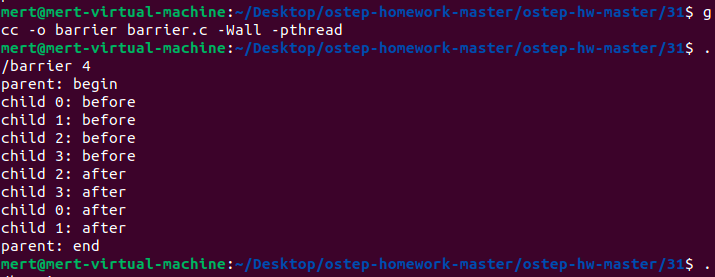 mert@mert-virtual-machine:~/Desktop/ostep-homework-master/ostep-hw-master/31$ g
cc -o barrier barrier.c -Wall -pthread
mert@mert-virtual-machine:~/Desktop/ostep-homework-master/ostep-hw-master/31$ .
/barrier 4
parent: begin
child 0: before
child 1: before
child 2: before
child 3: before
child 2: after
child 3: after
child 0: after
child 1: after
parent: end
mert@mert-virtual-machine:~/Desktop/ostep-homework-master/ostep-hw-master/31$ .